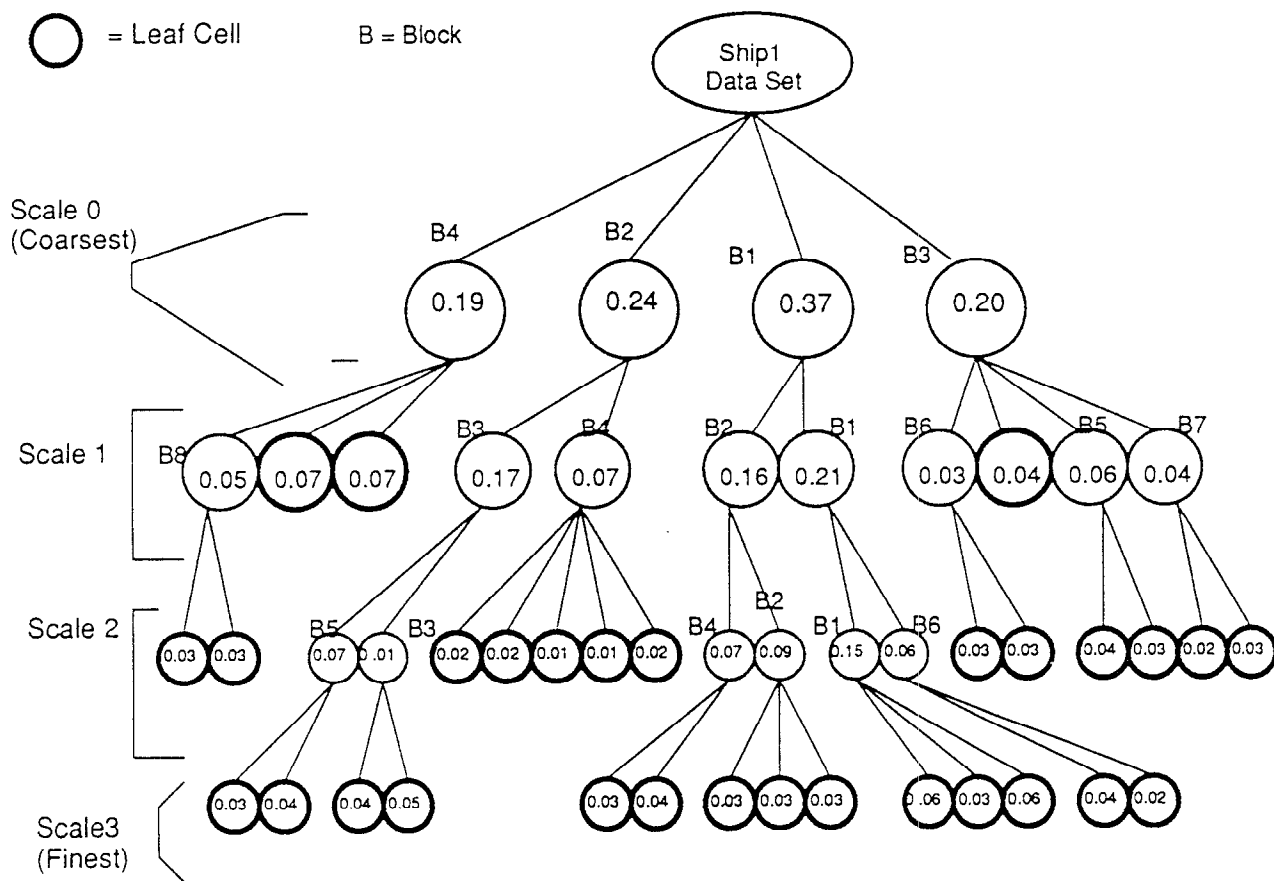 = Leaf Cell
B = Block
Ship1
Data Set
Scale 0
(Coarsest)
B4
B2
B1
B3
0.19
0.24
0.37
0.20
Scale 1
B8
B3
B4
B2
B1
B6
B5
B7
0.05
0.07
0.07
0.17
0.07
0.16
0.21
0.03
0.04
0.06
0.04
Scale 2
B5
B3
B4
B2
B1
B6
0.03
0.03
0.07
0.01
0.02
0.02
0.01
0.01
0.02
0.07
0.09
0.15
0.06
0.03
0.03
0.04
0.03
0.02
0.03
Scale3
(Finest)
0.03
0.04
0.04
0.05
0.03
0.04
0.03
0.03
0.03
0.06
0.03
0.06
0.04
0.02